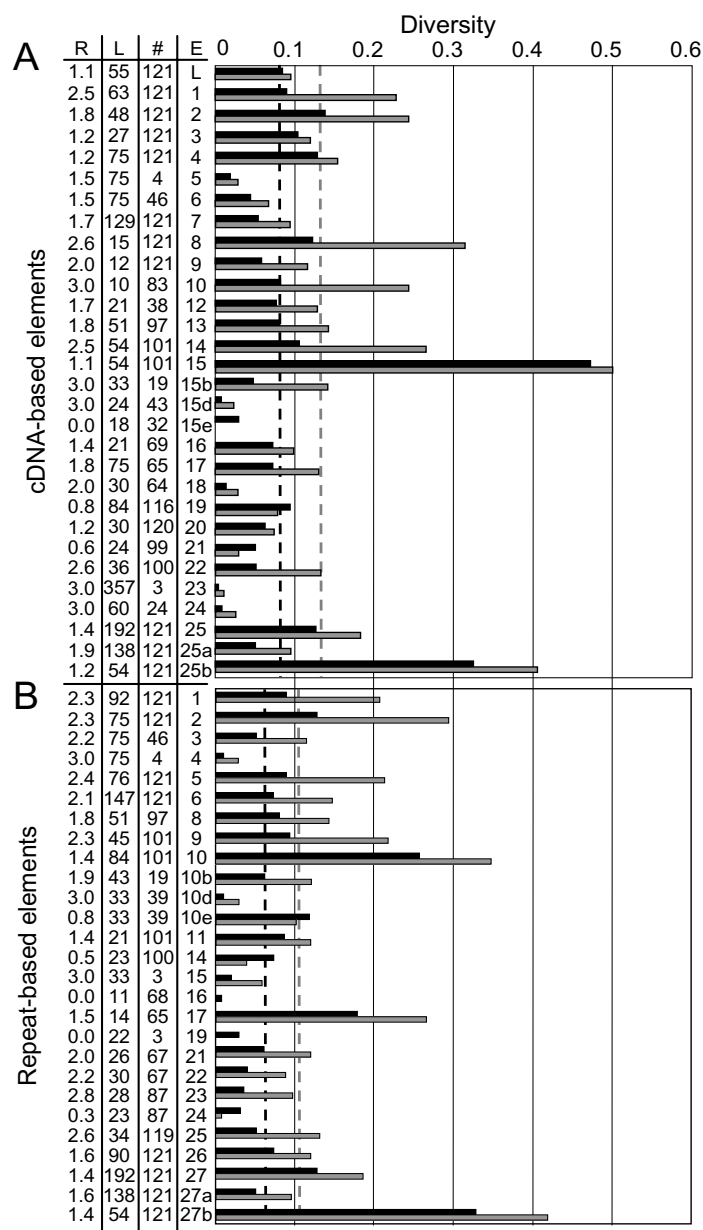 Diversity
R L # E 0 0.1 0.2 0.3 0.4 0.5 0.6
A
cDNA-based elements
1.1 55 121 L
2.5 63 121 1
1.8 48 121 2
1.2 27 121 3
1.2 75 121 4
1.5 75 4 5
1.5 75 46 6
1.7 129 121 7
2.6 15 121 8
2.0 12 121 9
3.0 10 83 10
1.7 21 38 12
1.8 51 97 13
2.5 54 101 14
1.1 54 101 15
3.0 33 19 15b
3.0 24 43 15d
0.0 18 32 15e
1.4 21 69 16
1.8 75 65 17
2.0 30 64 18
0.8 84 116 19
1.2 30 120 20
0.6 24 99 21
2.6 36 100 22
3.0 357 3 23
3.0 60 24 24
1.4 192 121 25
1.9 138 121 25a
1.2 54 121 25b
B
Repeat-based elements
2.3 92 121 1
2.3 75 121 2
2.2 75 46 3
3.0 75 4 4
2.4 76 121 5
2.1 147 121 6
1.8 51 97 8
2.3 45 101 9
1.4 84 101 10
1.9 43 19 10b
3.0 33 39 10d
0.8 33 39 10e
1.4 21 101 11
0.5 23 100 14
3.0 33 3 15
0.0 11 68 16
1.5 14 65 17
0.0 22 3 19
2.0 26 67 21
2.2 30 67 22
2.8 28 87 23
0.3 23 87 24
2.6 34 119 25
1.6 90 121 26
1.4 192 121 27
1.6 138 121 27a
1.4 54 121 27b